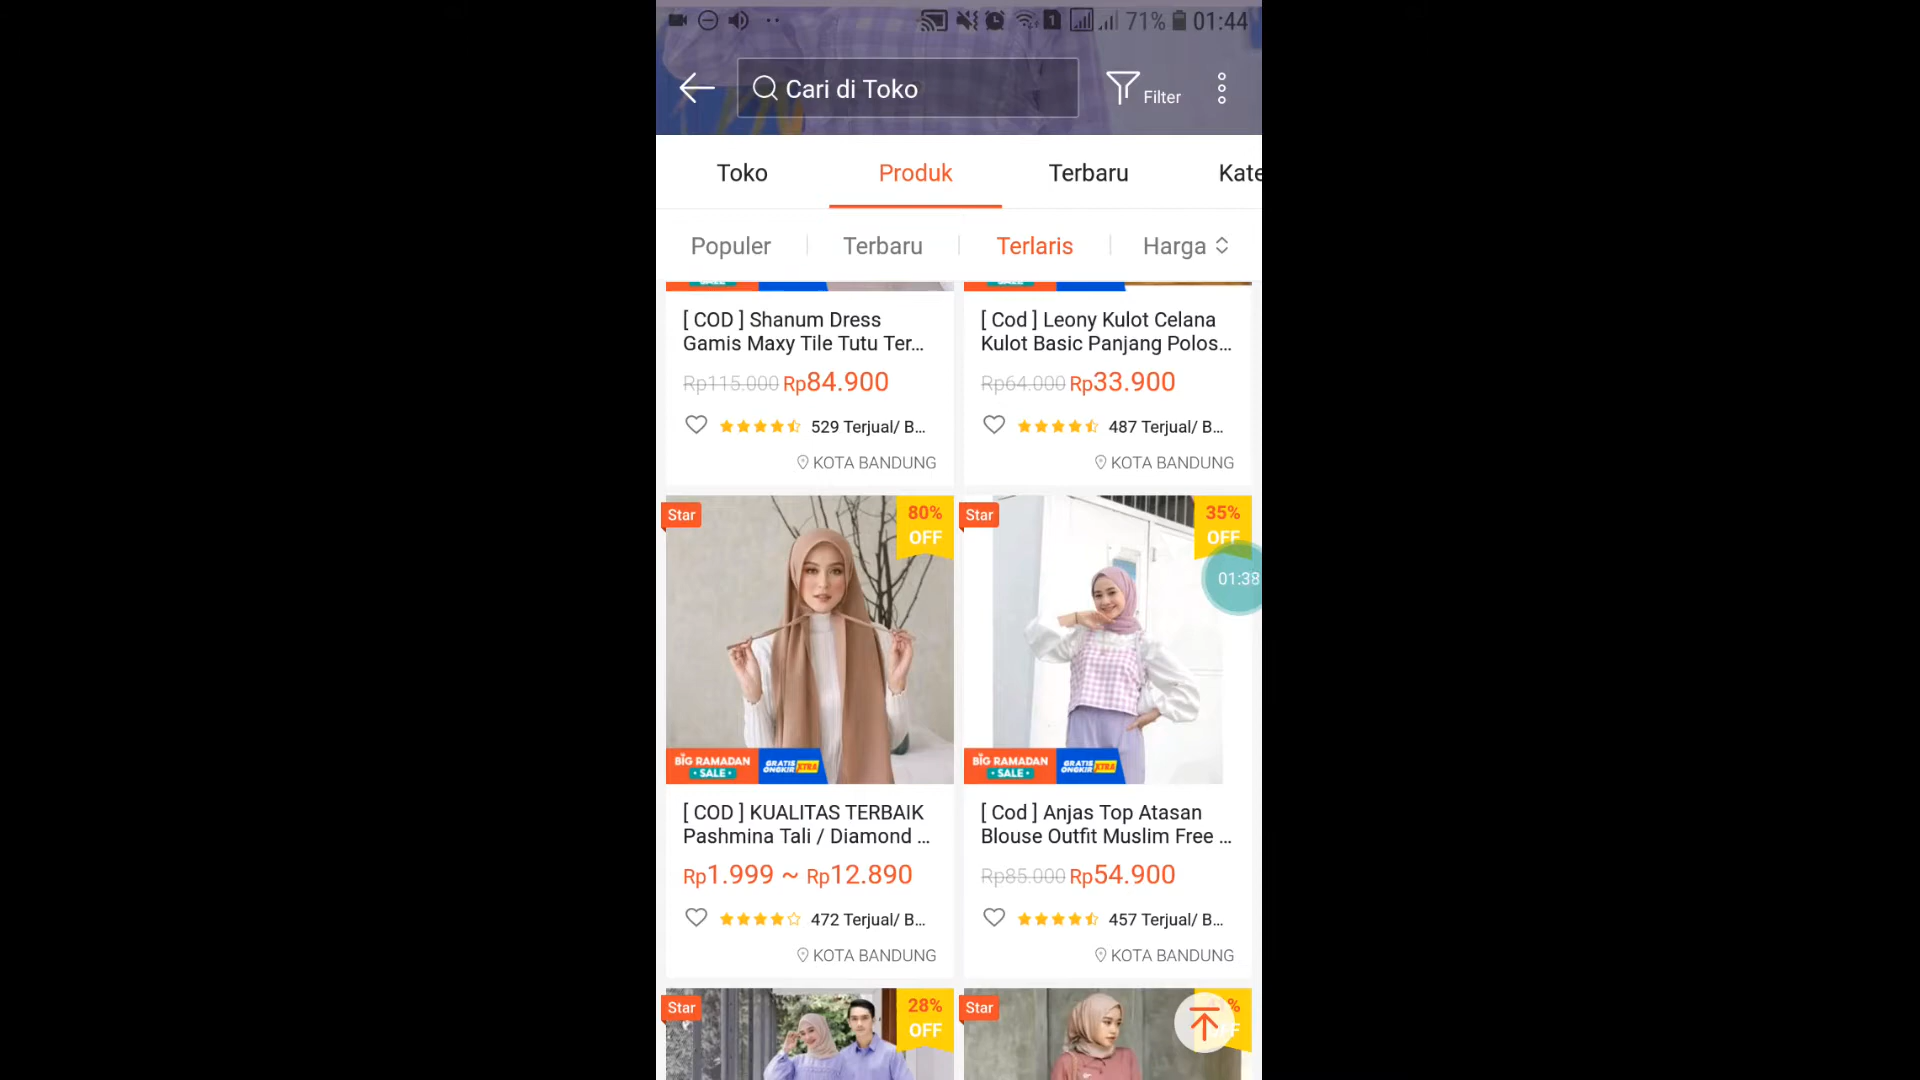 1 71% 01:44
Cari di Toko
Filter
Toko
Produk
Terbaru
Kate
Populer
Terbaru
Terlaris
Harga
[ COD ] Shanum Dress
Gamis Maxy Tile Tutu Ter...
Rp115.000 Rp84.900
529 Terjual/ B...
KOTA BANDUNG
[ Cod ] Leony Kulot Celana
Kulot Basic Panjang Polos...
Rp64.000 Rp33.900
487 Terjual/ B...
KOTA BANDUNG
Star
80%
OFF
BIG RAMADAN
SALE
GRATIS
ONGKIR XTRA
[ COD ] KUALITAS TERBAIK
Pashmina Tali / Diamond ...
Rp1.999 ~ Rp12.890
472 Terjual/ B...
KOTA BANDUNG
Star
35%
OFF
01:38
BIG RAMADAN
SALE
GRATIS
ONGKIR XTRA
[ Cod ] Anjas Top Atasan
Blouse Outfit Muslim Free ...
Rp85.000 Rp54.900
457 Terjual/ B...
KOTA BANDUNG
Star
28%
OFF
Star